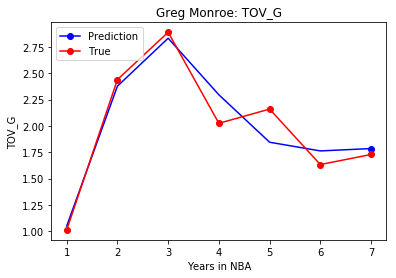 Greg Monroe: TOV_G
Prediction
True
2.75
2.50
2.25
2.00
1.75
1.50
1.25
1.00
TOV_G
1 2 3 4 5 6 7
Years in NBA